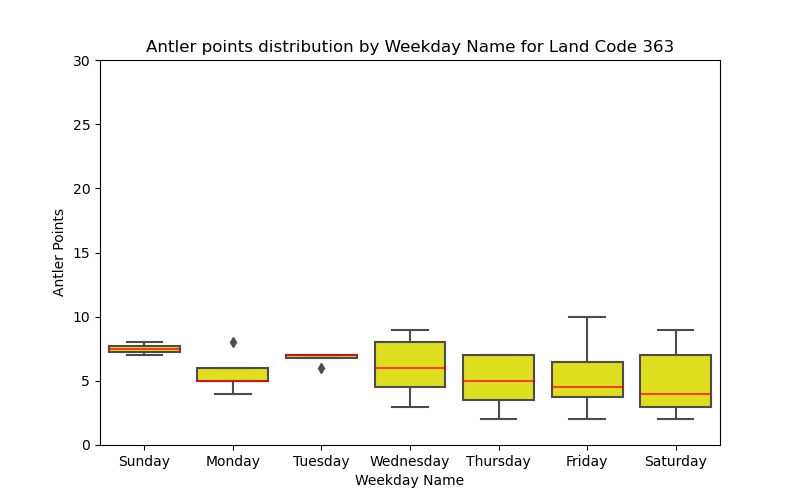 Antler points distribution by Weekday Name for Land Code 363
30
25
20
15
10
5
0
Antler Points
Sunday Monday Tuesday Wednesday Thursday Friday Saturday
Weekday Name